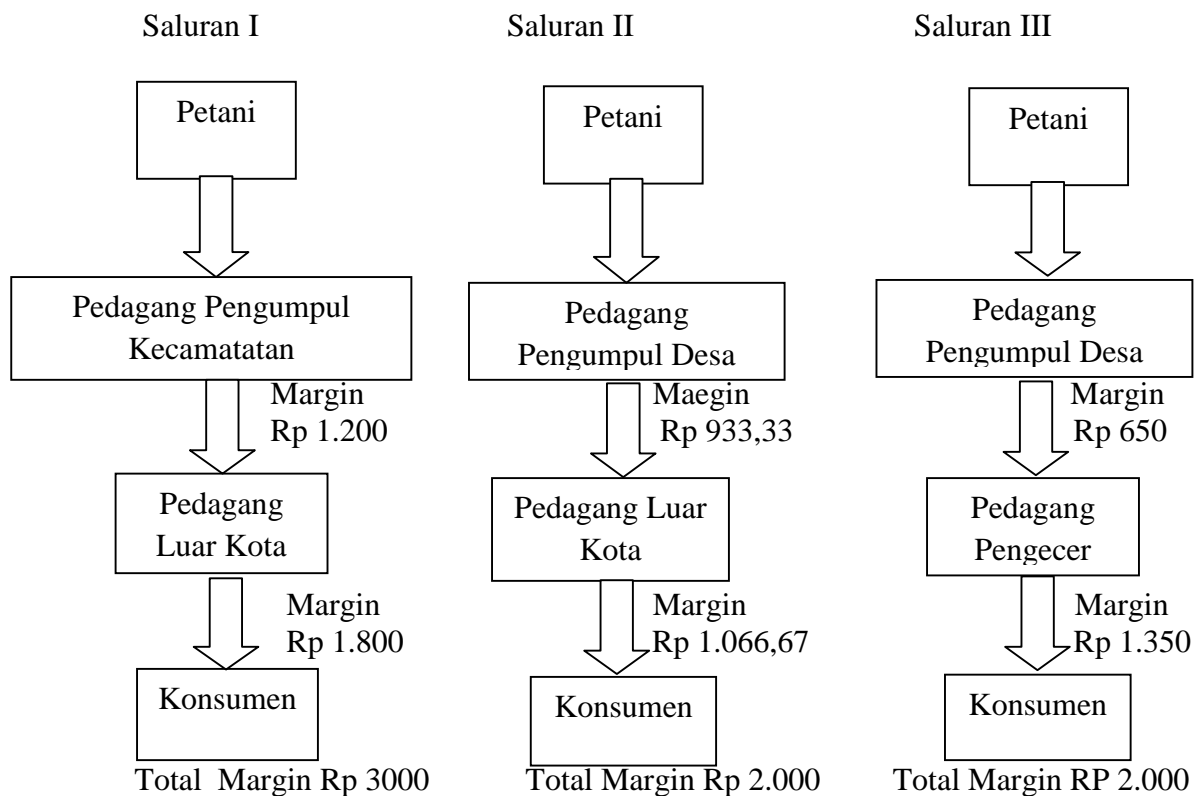 Saluran I
Saluran II
Saluran III
Petani
Petani
Petani
Pedagang Pengumpul
Kecamatatan
Pedagang
Pengumpul Desa
Pedagang
Pengumpul Desa
Margin
Rp 1.200
Maegin
Rp 933,33
Margin
Rp 650
Pedagang
Luar Kota
Pedagang Luar
Kota
Pedagang
Pengecer
Margin
Rp 1.800
Margin
Rp 1.066,67
Margin
Rp 1.350
Konsumen
Konsumen
Konsumen
Total Margin Rp 3000
Total Margin Rp 2.000
Total Margin RP 2.000